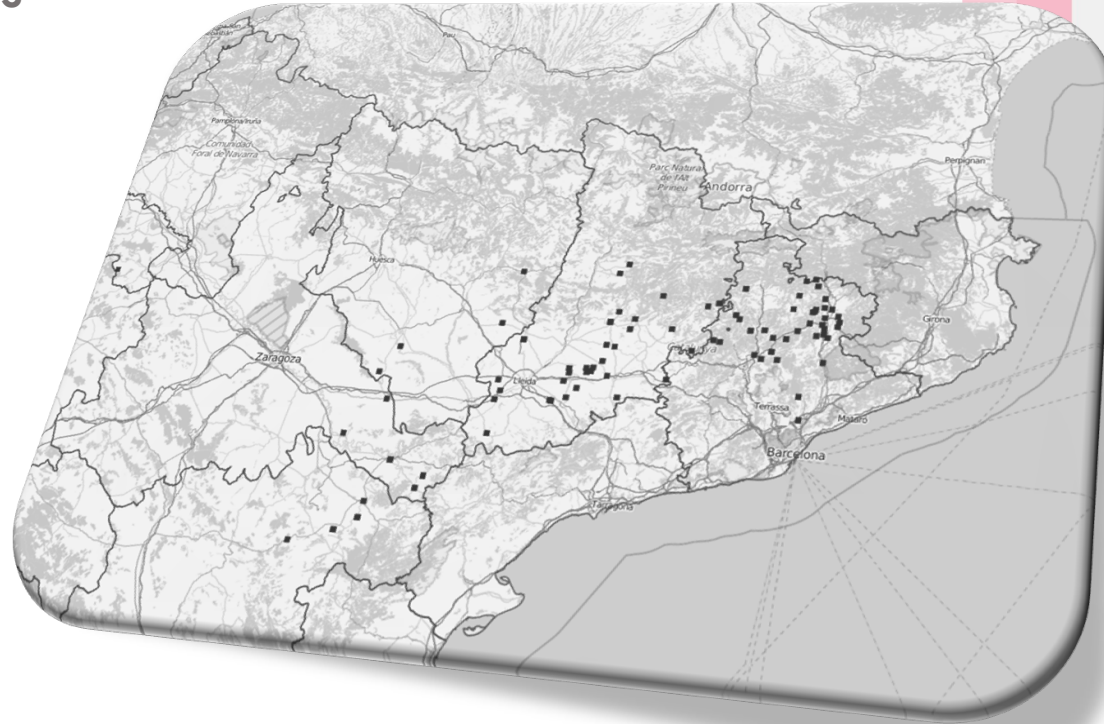 Pau
Pamplona/Iruña
Comunidad
Foral de Navarra
Parc Natural
de l'Alt
Pirineu
Andorra
Perpignan
Huesca
Girona
Zaragoza
Lleida
Terrassa
Mataró
Barcelona
Tarragona